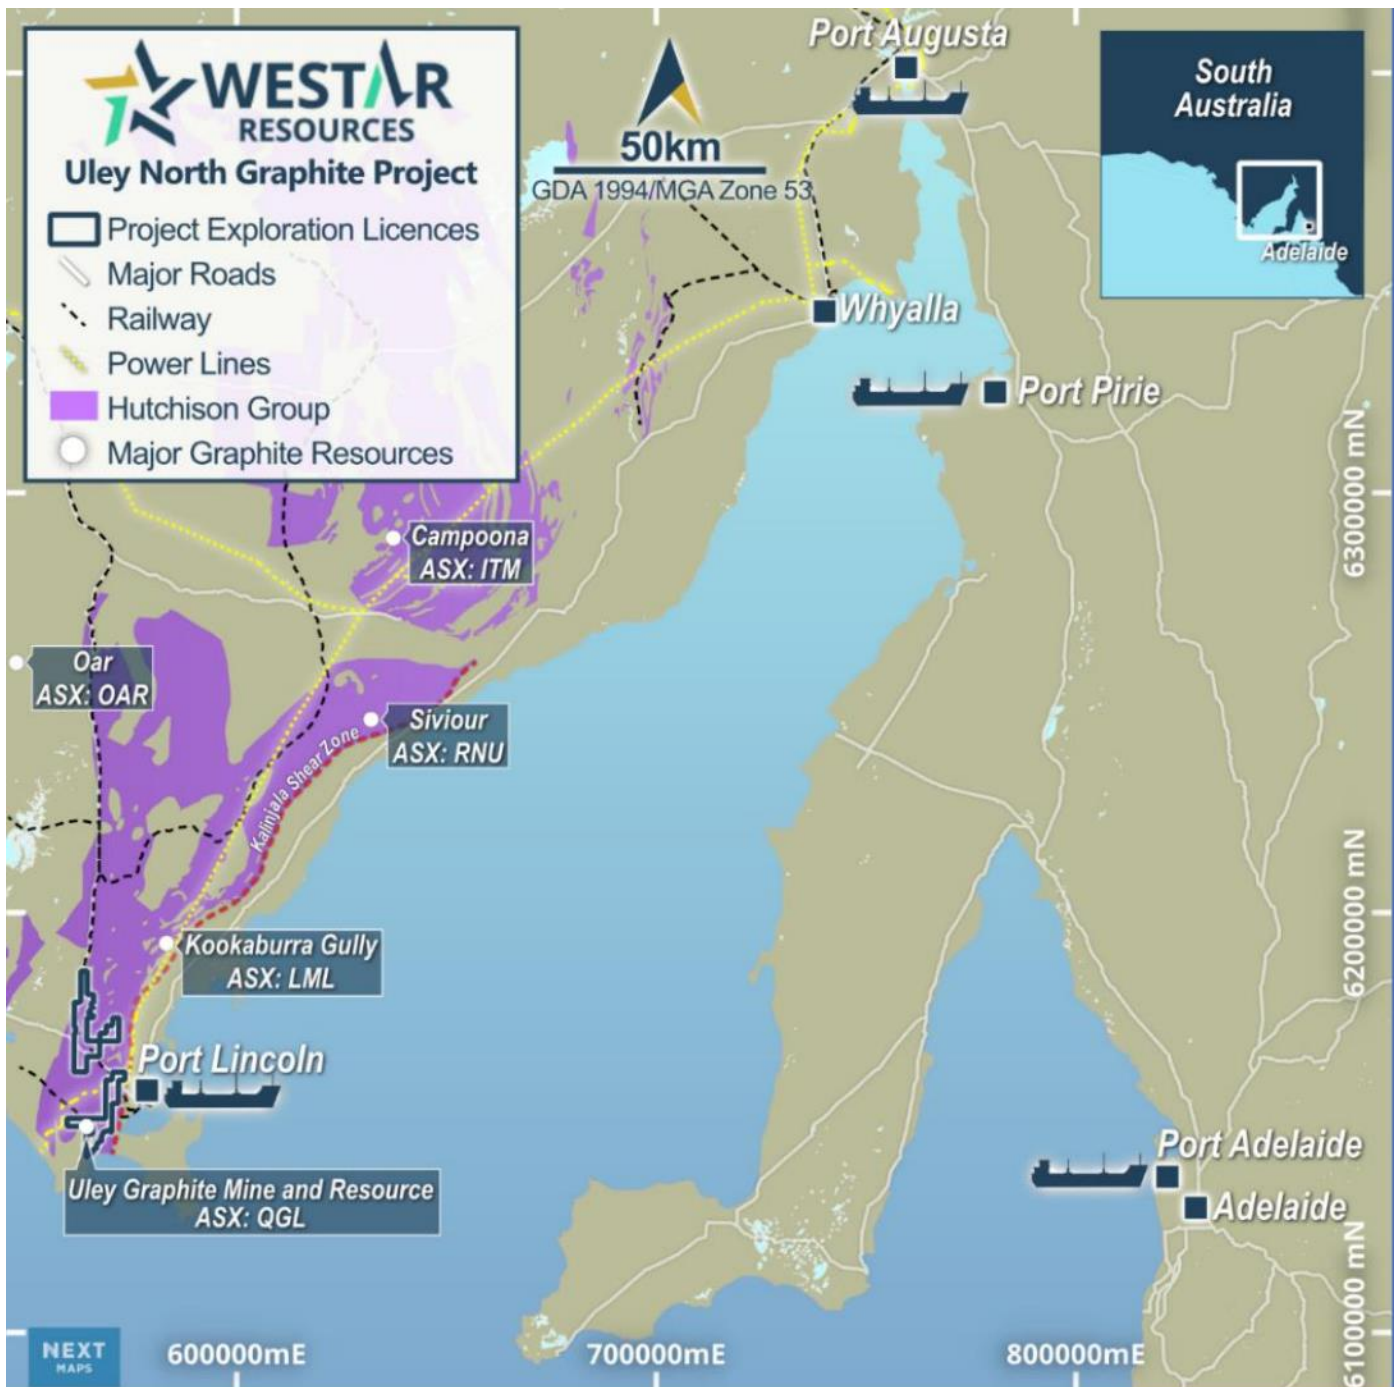 WESTAR
RESOURCES
Uley North Graphite Project
Project Exploration Licences
Major Roads
Railway
Power Lines
Hutchison Group
Major Graphite Resources
50km
GDA 1994/MGA Zone 53
Port Augusta
South
Australia
Adelaide
Whyalla
Port Pirie
6300000 mN
Campoona
ASX: ITM
Oar
ASX: OAR
Siviour
ASX: RNU
Kalinjala Shear Zone
Kookaburra Gully
ASX: LML
6200000 mN
Port Lincoln
Uley Graphite Mine and Resource
ASX: QGL
Port Adelaide
Adelaide
6100000 mN
NEXT
MAPS
600000mE
700000mE
800000mE